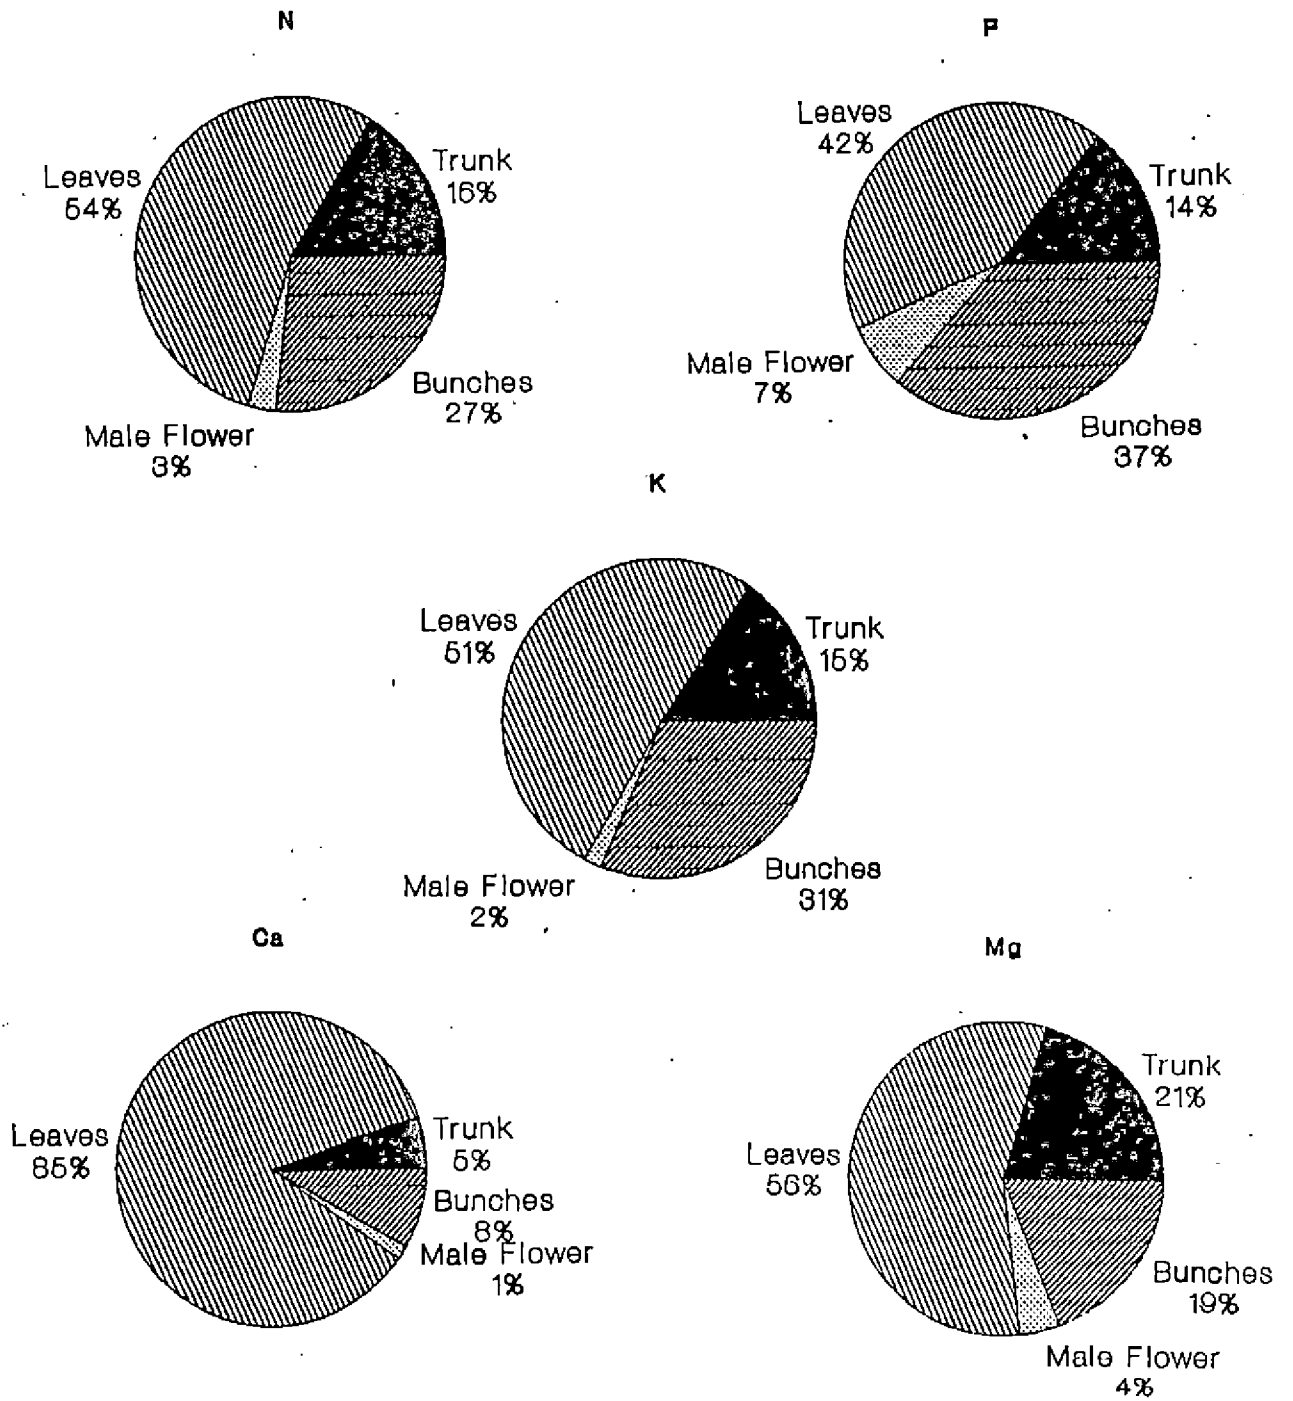 N
Leaves
54%
Trunk
16%
Bunches
27%
Male Flower
3%
P
Leaves
42%
Trunk
14%
Male Flower
7%
Bunches
37%
K
Leaves
51%
Trunk
15%
Male Flower
2%
Bunches
31%
Ca
Leaves
85%
Trunk
5%
Bunches
8%
Male Flower
1%
Mg
Trunk
21%
Leaves
56%
Bunches
19%
Male Flower
4%